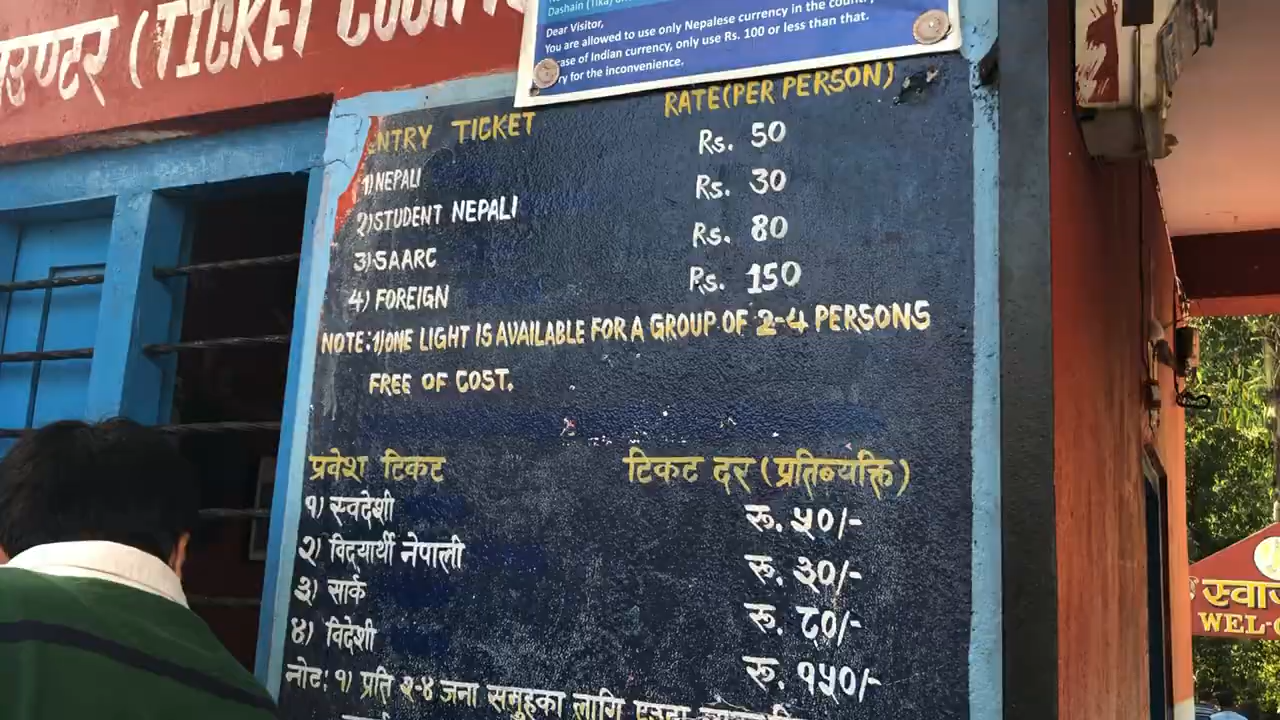 (TICKET
Dashain (Tika)
Dear Visitor,
You are allowed to use only Nepalese currency in the
of Indian currency, only use Rs. 100 or less than that.
for the inconvenience.
ENTRY TICKET RATE(PER PERSON)
1) NEPALI Rs. 50
2) STUDENT NEPALI Rs. 30
3) SAARC Rs. 80
4) FOREIGN Rs. 150
NOTE: 1) ONE LIGHT IS AVAILABLE FOR A GROUP OF 2-4 PERSONS
FREE OF COST.
प्रवेश टिकट टिकट दर (प्रतिव्यक्ति)
१) स्वदेशी रू. ५०/-
२) विद्यार्थी नेपाली रू. ३०/-
३) सार्क रू. ८०/-
४) विदेशी रू. १५०/-
नोट: १) प्रति २-४ जना समुहका लागि
WEL-